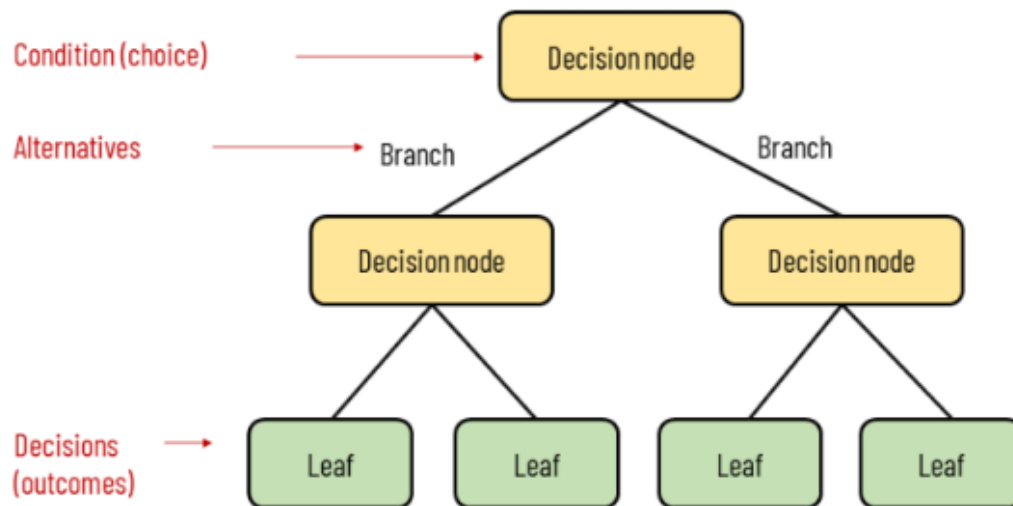 Condition (choice)
Decision node
Alternatives
Branch
Branch
Decision node
Decision node
Decisions
(outcomes)
Leaf
Leaf
Leaf
Leaf